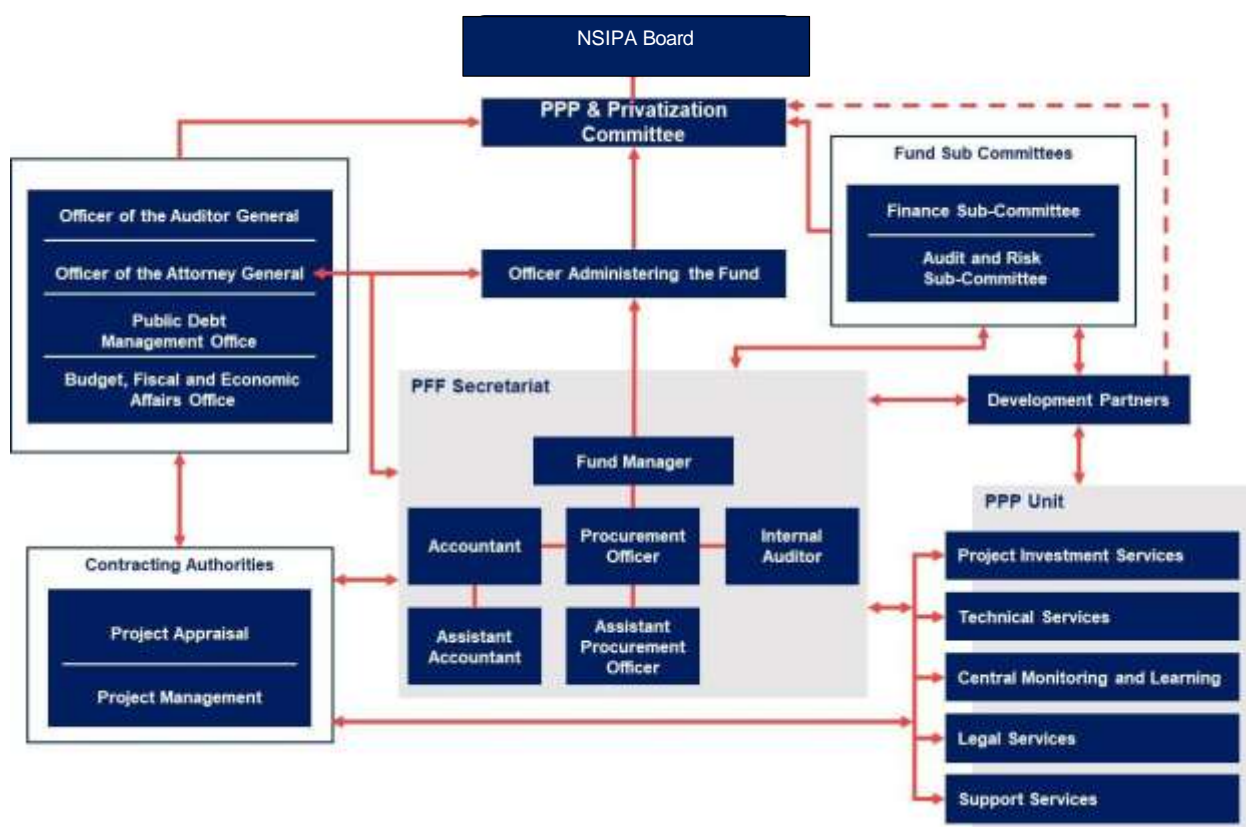 NSIPA Board
PPP & Privatization
Committee
Fund Sub Committees
Officer of the Auditor General
Finance Sub-Committee
Officer of the Attorney General
Officer Administering the Fund
Audit and Risk
Sub-Committee
Public Debt
Management Office
Budget, Fiscal and Economic
Affairs Office
PFF Secretariat
Development Partners
Fund Manager
PPP Unit
Accountant
Procurement
Officer
Internal
Auditor
Project Investment Services
Contracting Authorities
Technical Services
Project Appraisal
Assistant
Accountant
Assistant
Procurement
Officer
Central Monitoring and Learning
Project Management
Legal Services
Support Services